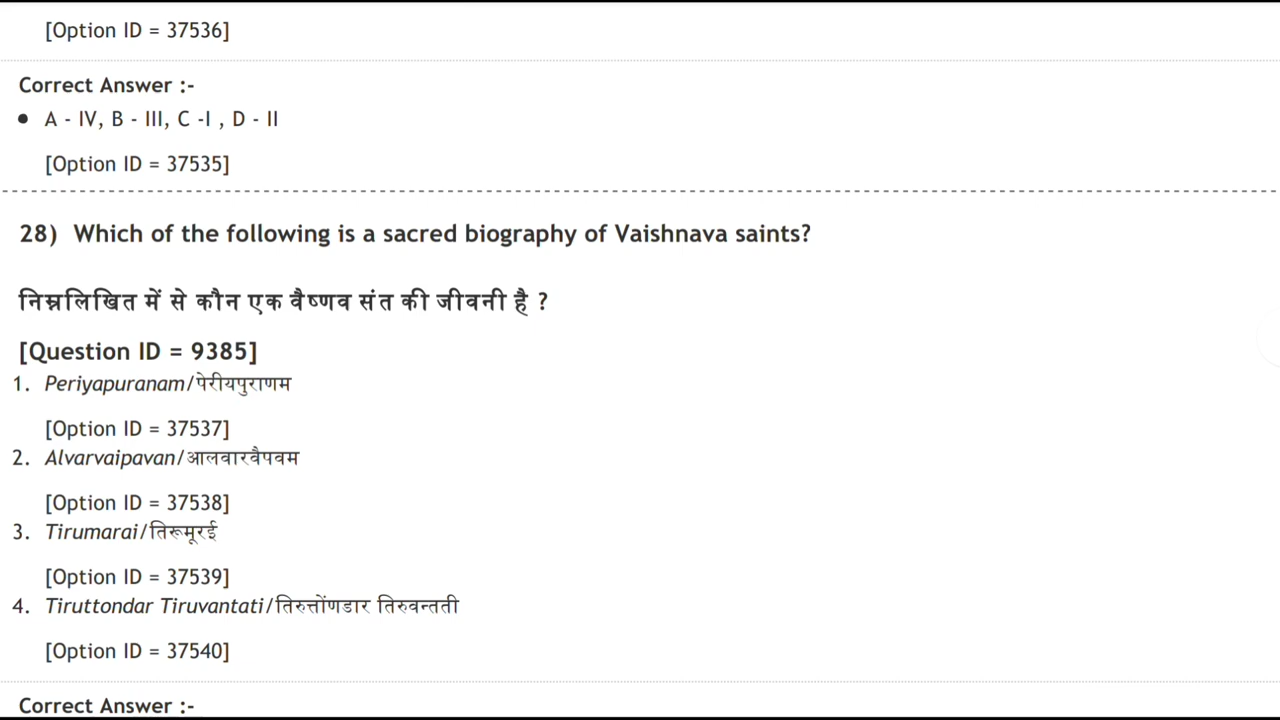 [Option ID = 37536]
Correct Answer :-
• A - IV, B - III, C -I , D - II
[Option ID = 37535]
28) Which of the following is a sacred biography of Vaishnava saints?
निम्नलिखित में से कौन एक वैष्णव संत की जीवनी है ?
[Question ID = 9385]
1. Periyapuranam/पेरीयपुराणम
[Option ID = 37537]
2. Alvarvaipavan/आलवारवैपवम
[Option ID = 37538]
3. Tirumarai/तिरूमूरई
[Option ID = 37539]
4. Tiruttondar Tiruvantati/तिरुत्तोंणडार तिरुवन्तती
[Option ID = 37540]
Correct Answer :-